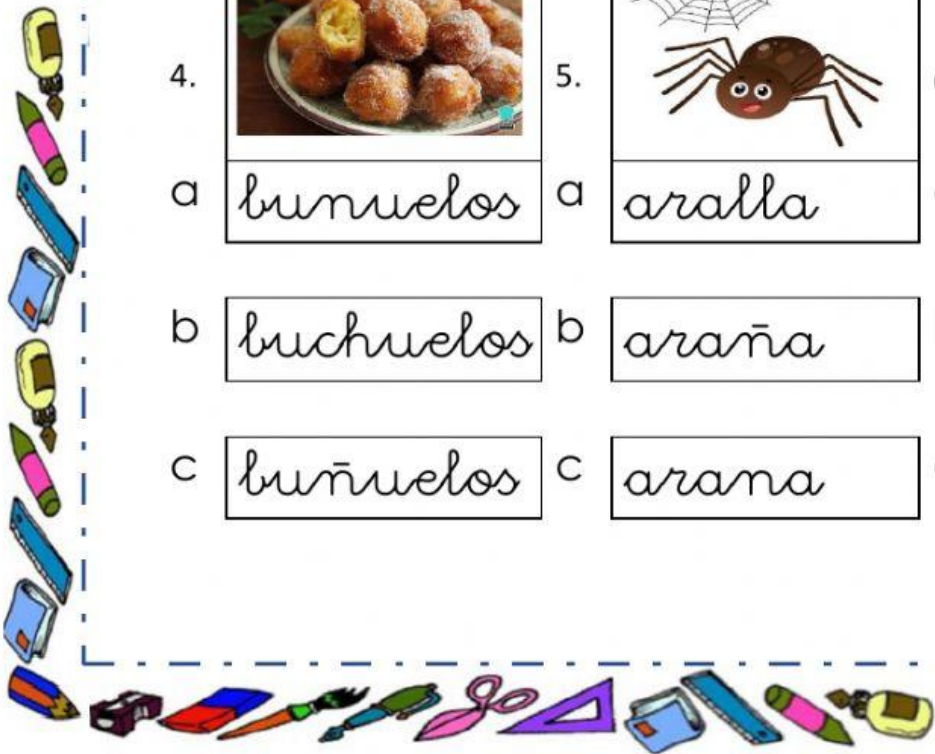 4.
5.
a bunuelos
a aralla
b buchuelos
b araña
c buñuelos
c arana